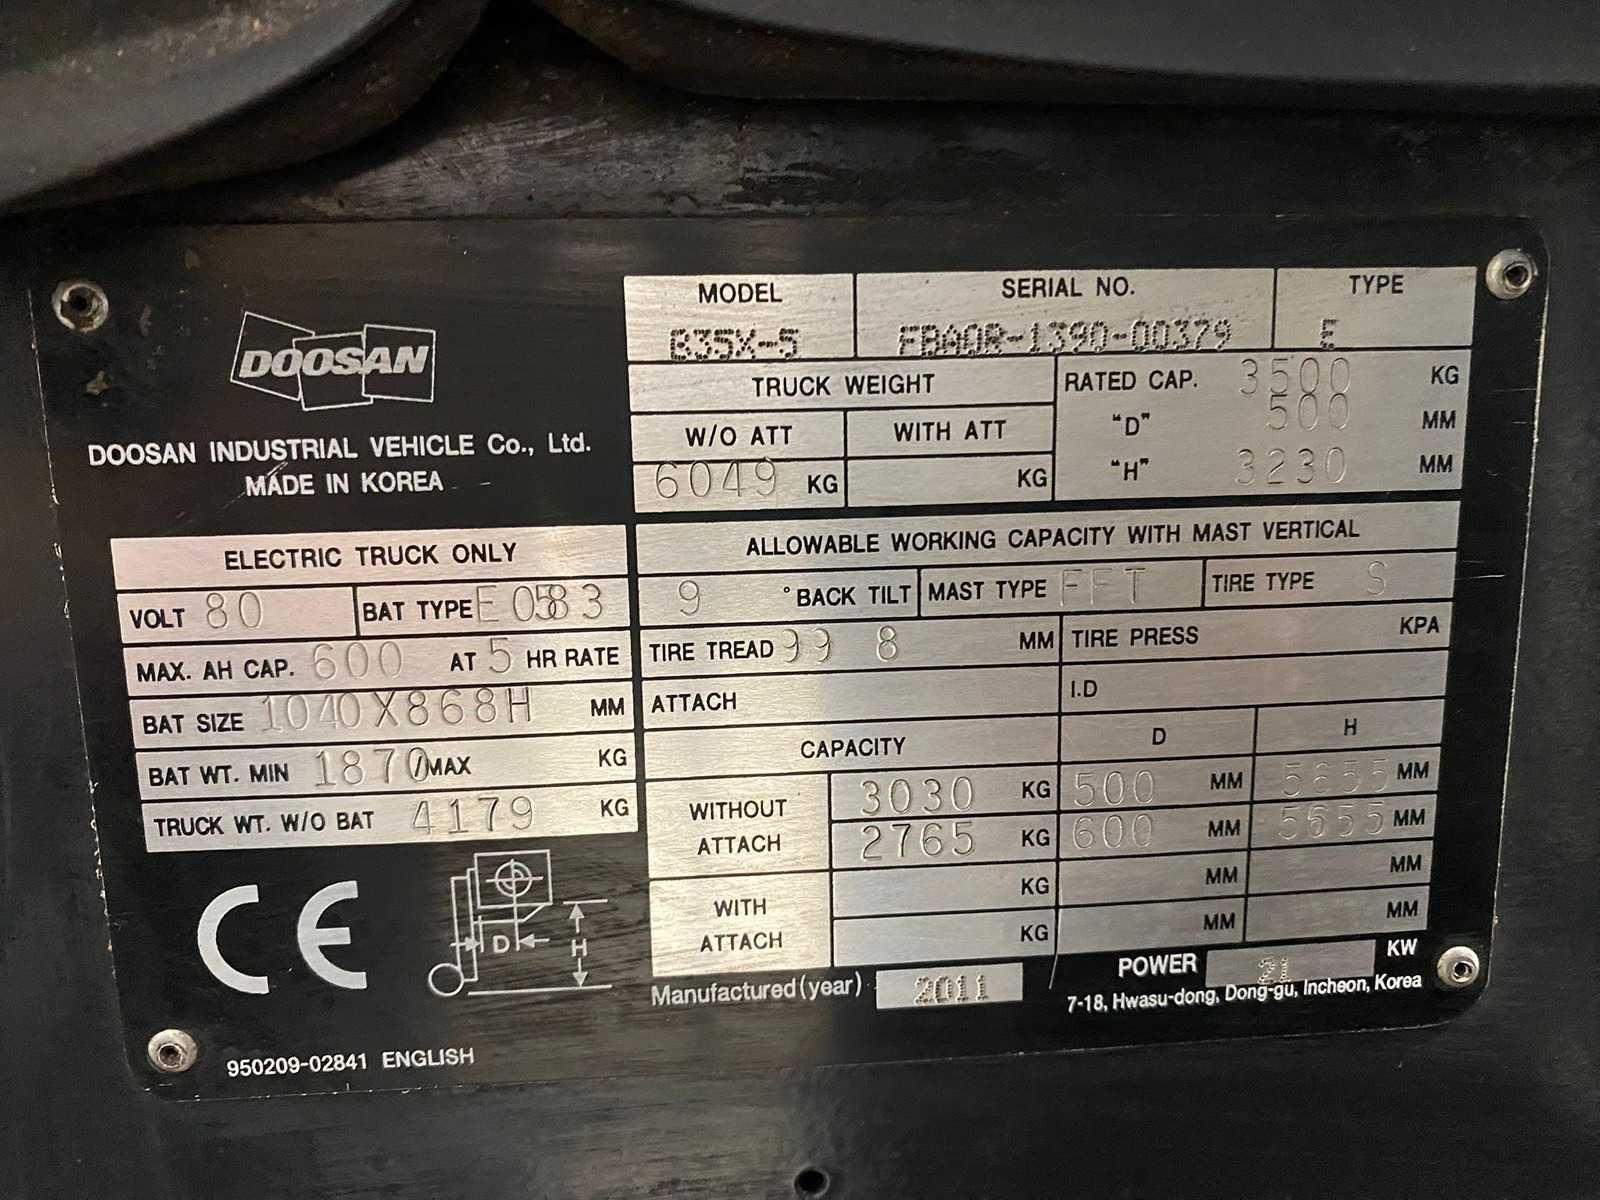 DOOSAN
DOOSAN INDUSTRIAL VEHICLE Co., Ltd.
MADE IN KOREA
MODEL SERIAL NO. TYPE
B35X-5 FBA0R-1390-00379 E
TRUCK WEIGHT
W/O ATT WITH ATT
6049 KG KG
RATED CAP. 3500 KG
"D" 500 MM
"H" 3230 MM
ELECTRIC TRUCK ONLY
VOLT 80 BAT TYPE E0583
MAX. AH CAP. 600 AT 5 HR RATE
BAT SIZE 1040X868H MM
BAT WT. MIN 1870/MAX KG
TRUCK WT. W/O BAT 4179 KG
ALLOWABLE WORKING CAPACITY WITH MAST VERTICAL
9 °BACK TILT MAST TYPE FFT TIRE TYPE S
TIRE TREAD 99 8 MM TIRE PRESS KPA
ATTACH I.D
CAPACITY D H
WITHOUT ATTACH
3030 KG 500 MM 5655 MM
2765 KG 600 MM 5655 MM
WITH ATTACH
KG MM MM
KG MM MM
CE
D
H
Manufactured (year) 2011
POWER 21 KW
7-18, Hwasu-dong, Dong-gu, Incheon, Korea
950209-02841 ENGLISH